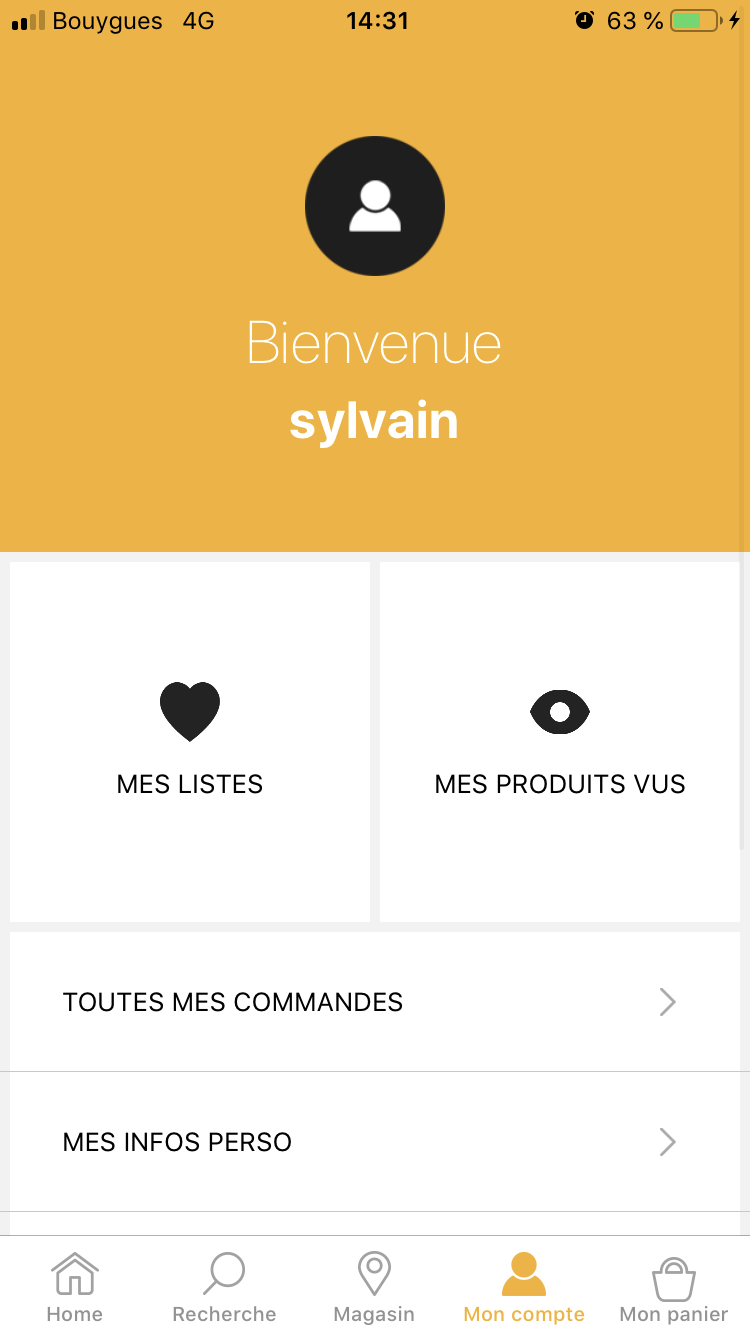 Bouygues 4G 14:31 63 %
Bienvenue
sylvain
MES LISTES
MES PRODUITS VUS
TOUTES MES COMMANDES
MES INFOS PERSO
Home Recherche Magasin Mon compte Mon panier